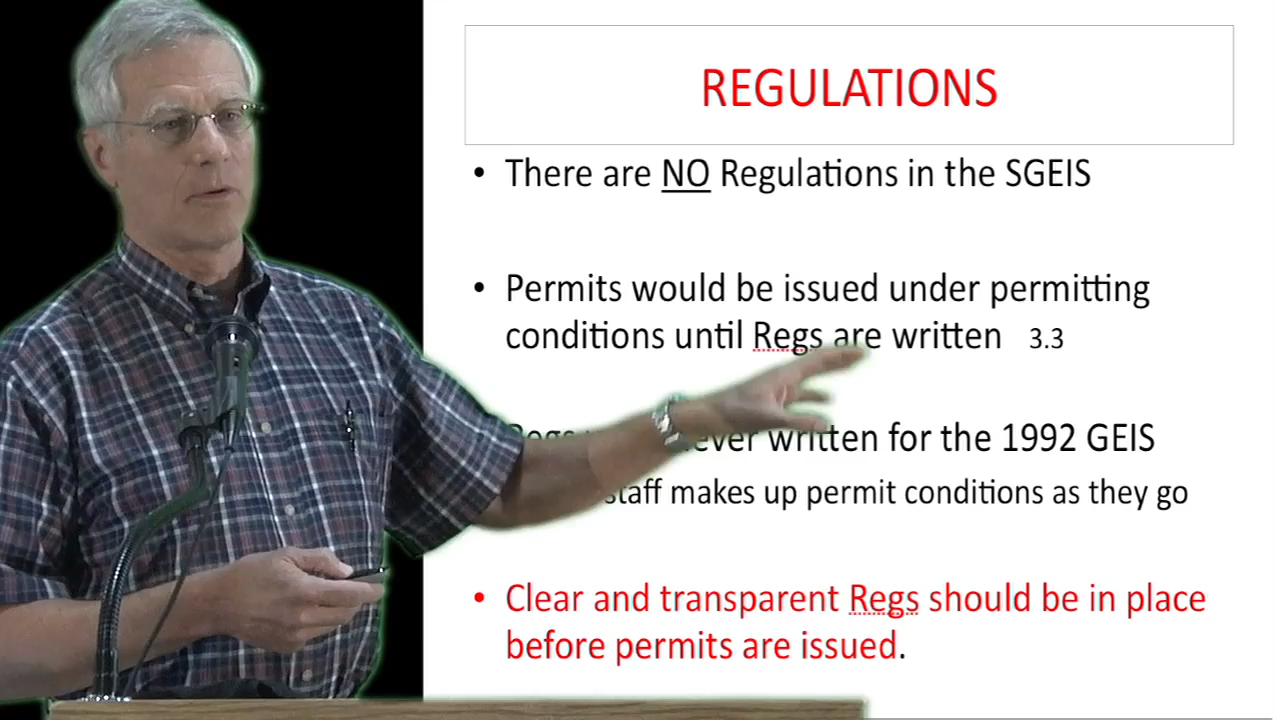 REGULATIONS
• There are NO Regulations in the SGEIS
• Permits would be issued under permitting
conditions until Regs are written 3.3
Regs never written for the 1992 GEIS
staff makes up permit conditions as they go
• Clear and transparent Regs should be in place
before permits are issued.